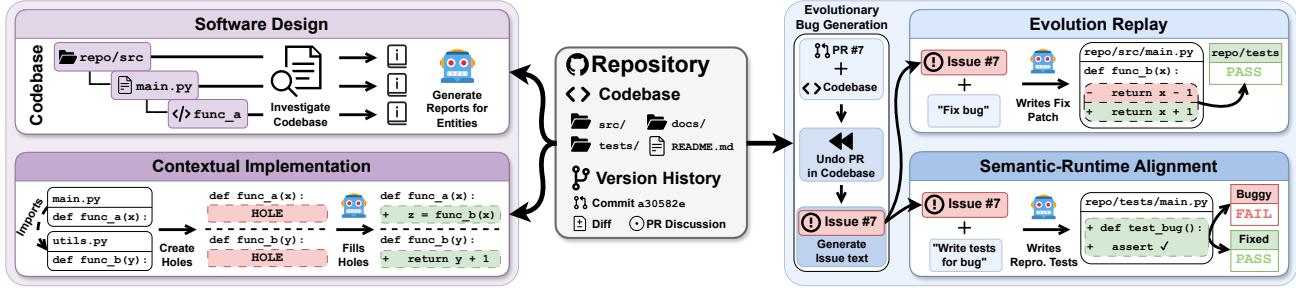 Software Design
Codebase
repo/src
main.py
func_a
Investigate
Codebase
Generate
Reports for
Entities
Contextual Implementation
Imports
main.py
def func_a(x):
utils.py
def func_b(y):
Create
Holes
def func_a(x)
HOLE
def func_b(y):
HOLE
Fills
Holes
def func_a(x):
+ z = func_b(x)
def func_b(y):
+ return y + 1
Repository
Codebase
src/
docs/
tests/
README.md
Version History
Commit a30582e
Diff
PR Discussion
Evolutionary
Bug Generation
PR #7
+
Codebase
Undo PR
in Codebase
Issue #7
Generate
Issue text
Evolution Replay
Issue #7
+
"Fix bug"
Writes Fix
Patch
repo/src/main.py
def func_b(x):
- return x - 1
+ return x + 1
repo/tests
PASS
Semantic-Runtime Alignment
Issue #7
+
"Write tests
for bug"
Writes
Repro. Tests
repo/tests/main.py
+ def test_bug():
+ assert ✓
Buggy
FAIL
Fixed
PASS